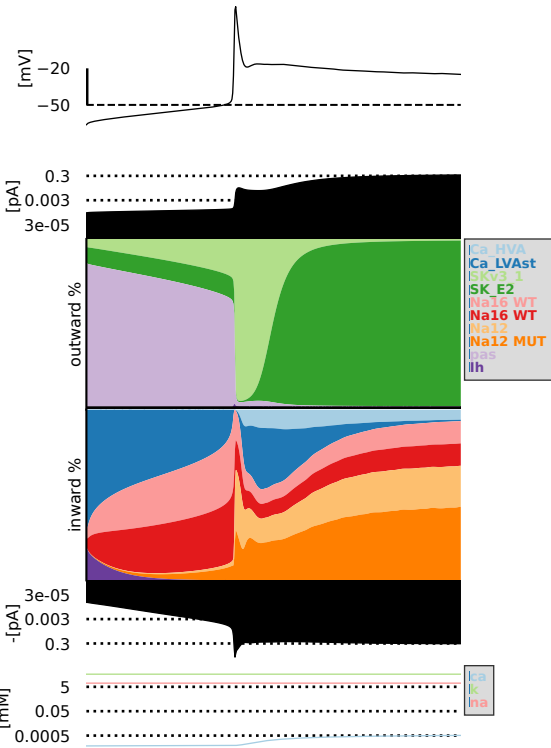 [mV]
−20
−50
[pA]
0.3
0.003
3e-05
outward %
Ca_HVA
Ca_LVAst
SKv3_1
SK_E2
Na16 WT
Na16 WT
Na12
Na12 MUT
pas
Ih
inward %
-[pA]
3e-05
0.003
0.3
[mM]
5
0.05
0.0005
ca
k
na